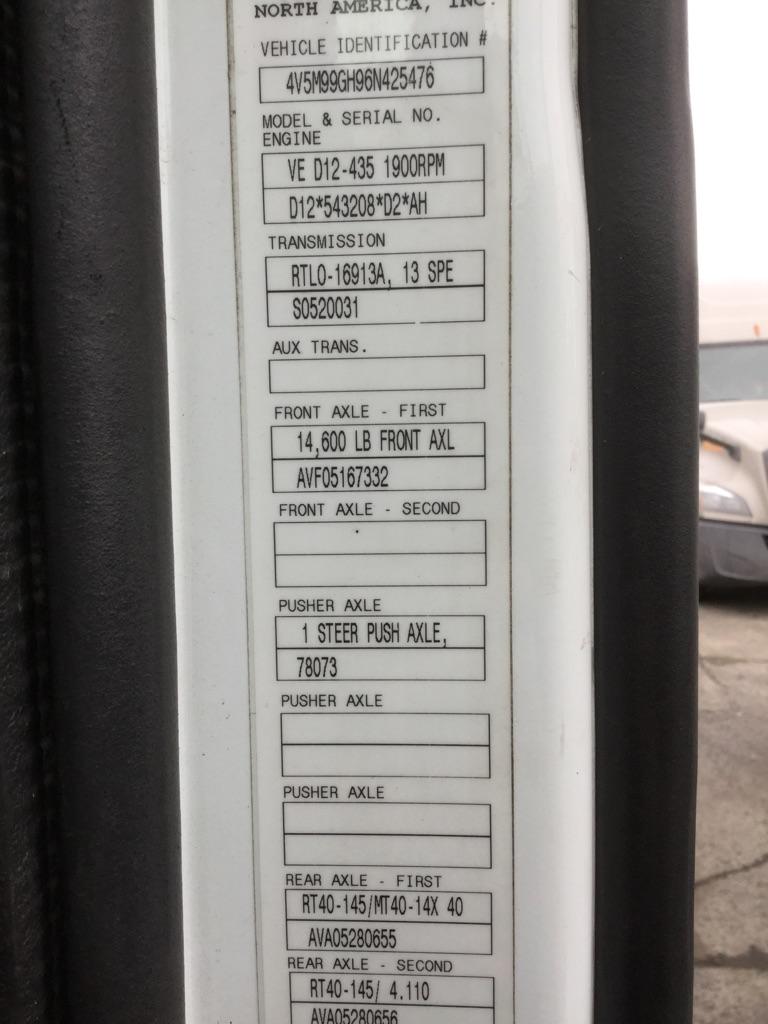 NORTH AMERICA, INC.
VEHICLE IDENTIFICATION #
4V5M99GH96N425476
MODEL & SERIAL NO.
ENGINE
VE D12-435 1900RPM
D12*543208*D2*AH
TRANSMISSION
RTLO-16913A, 13 SPE
S0520031
AUX TRANS.
FRONT AXLE - FIRST
14,600 LB FRONT AXL
AVF05167332
FRONT AXLE - SECOND
PUSHER AXLE
1 STEER PUSH AXLE,
78073
PUSHER AXLE
PUSHER AXLE
REAR AXLE - FIRST
RT40-145/MT40-14X 40
AVA05280655
REAR AXLE - SECOND
RT40-145/ 4.110
AVA05280656